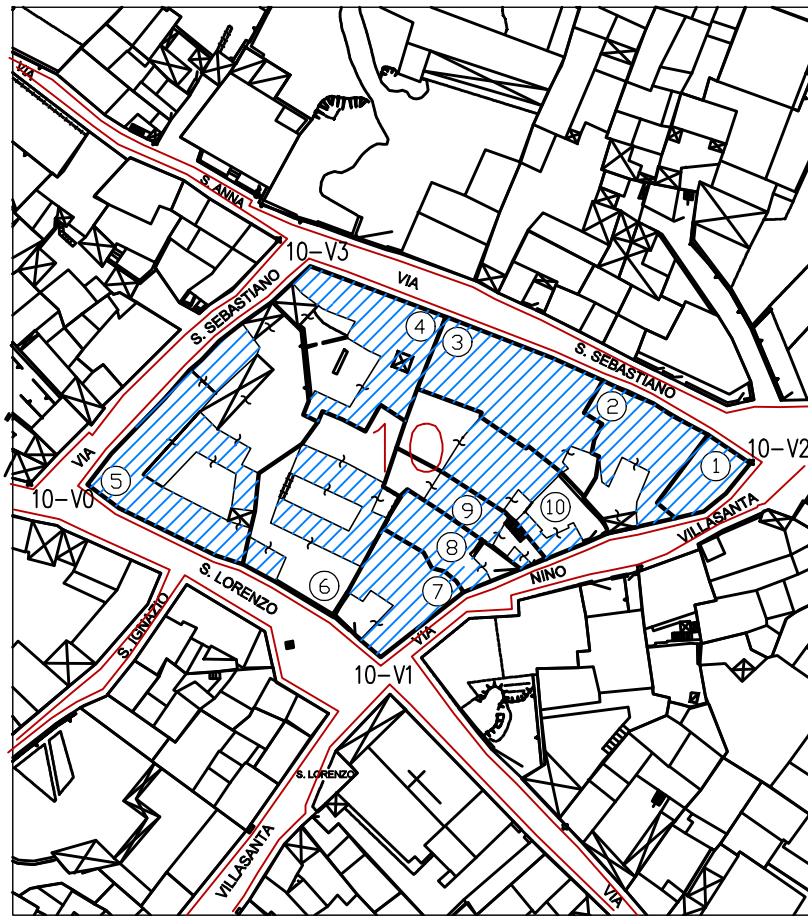 VIA
S. ANNA
10-V3
VIA
S. SEBASTIANO
S. SEBASTIANO
4
3
2
1
10
10-V2
VIA
5
10-V0
9
10
8
7
6
VILLASANTA
NINO
S. LORENZO
VIA
S. IGNAZIO
10-V1
S. LORENZO
VILLASANTA
VIA